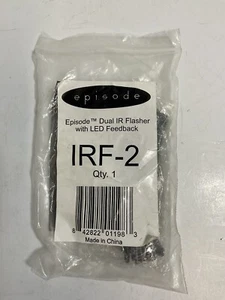 episode
Episode™ Dual IR Flasher
with LED Feedback
IRF-2
Qty. 1
8 42822 01198 3
Made in China